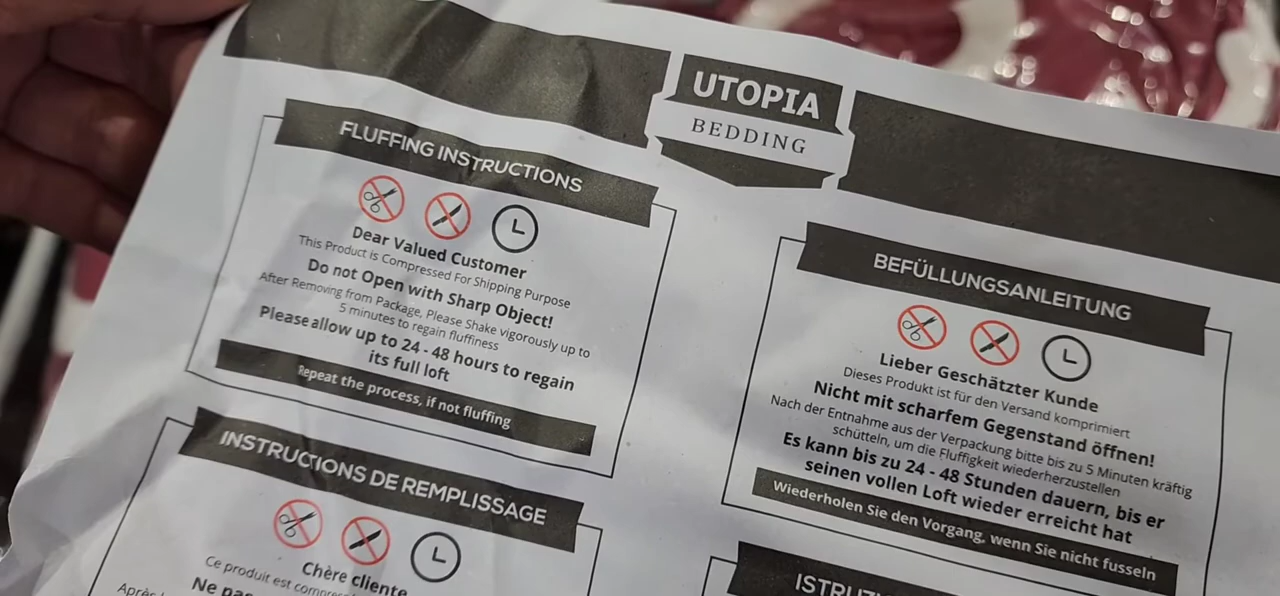 UTOPIA
BEDDING
FLUFFING INSTRUCTIONS
Dear Valued Customer
This Product is Compressed For Shipping Purpose
Do not Open with Sharp Object!
After Removing from Package, Please Shake vigorously up to
5 minutes to regain fluffiness
Please allow up to 24 - 48 hours to regain
its full loft
Repeat the process, if not fluffing
BEFÜLLUNGSANLEITUNG
Lieber Geschätzter Kunde
Dieses Produkt ist für den Versand komprimiert
Nicht mit scharfem Gegenstand öffnen!
Nach der Entnahme aus der Verpackung bitte bis zu 5 Minuten kräftig
schütteln, um die Fluffigkeit wiederherzustellen
Es kann bis zu 24 - 48 Stunden dauern, bis er
seinen vollen Loft wieder erreicht hat
Wiederholen Sie den Vorgang, wenn Sie nicht fusseln
INSTRUCTIONS DE REMPLISSAGE
Chère cliente
Ce produit est
Ne